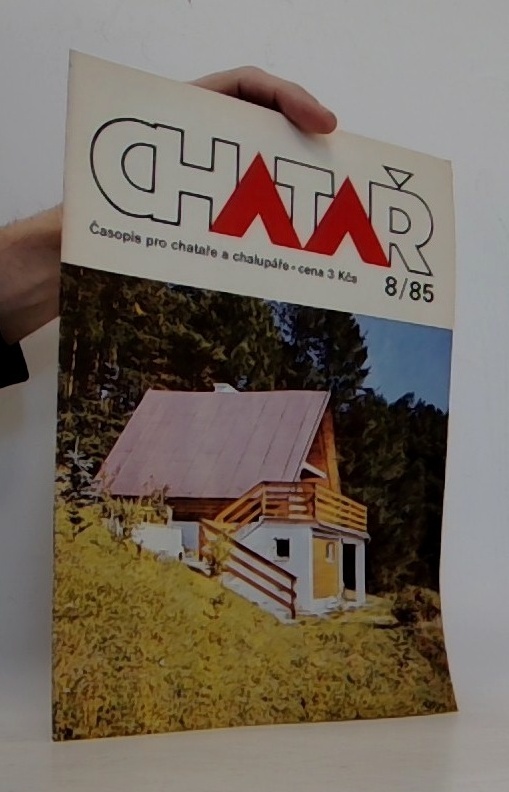 CHATAŘ
Časopis pro chataře a chalupáře • cena 3 Kčs
8/85